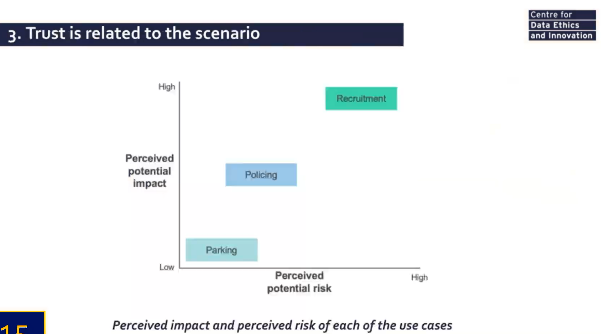 Centre for
Data Ethics
and Innovation
3. Trust is related to the scenario
High
Recruitment
Perceived
potential
impact
Policing
Parking
Low
Perceived
potential risk
High
15
Perceived impact and perceived risk of each of the use cases